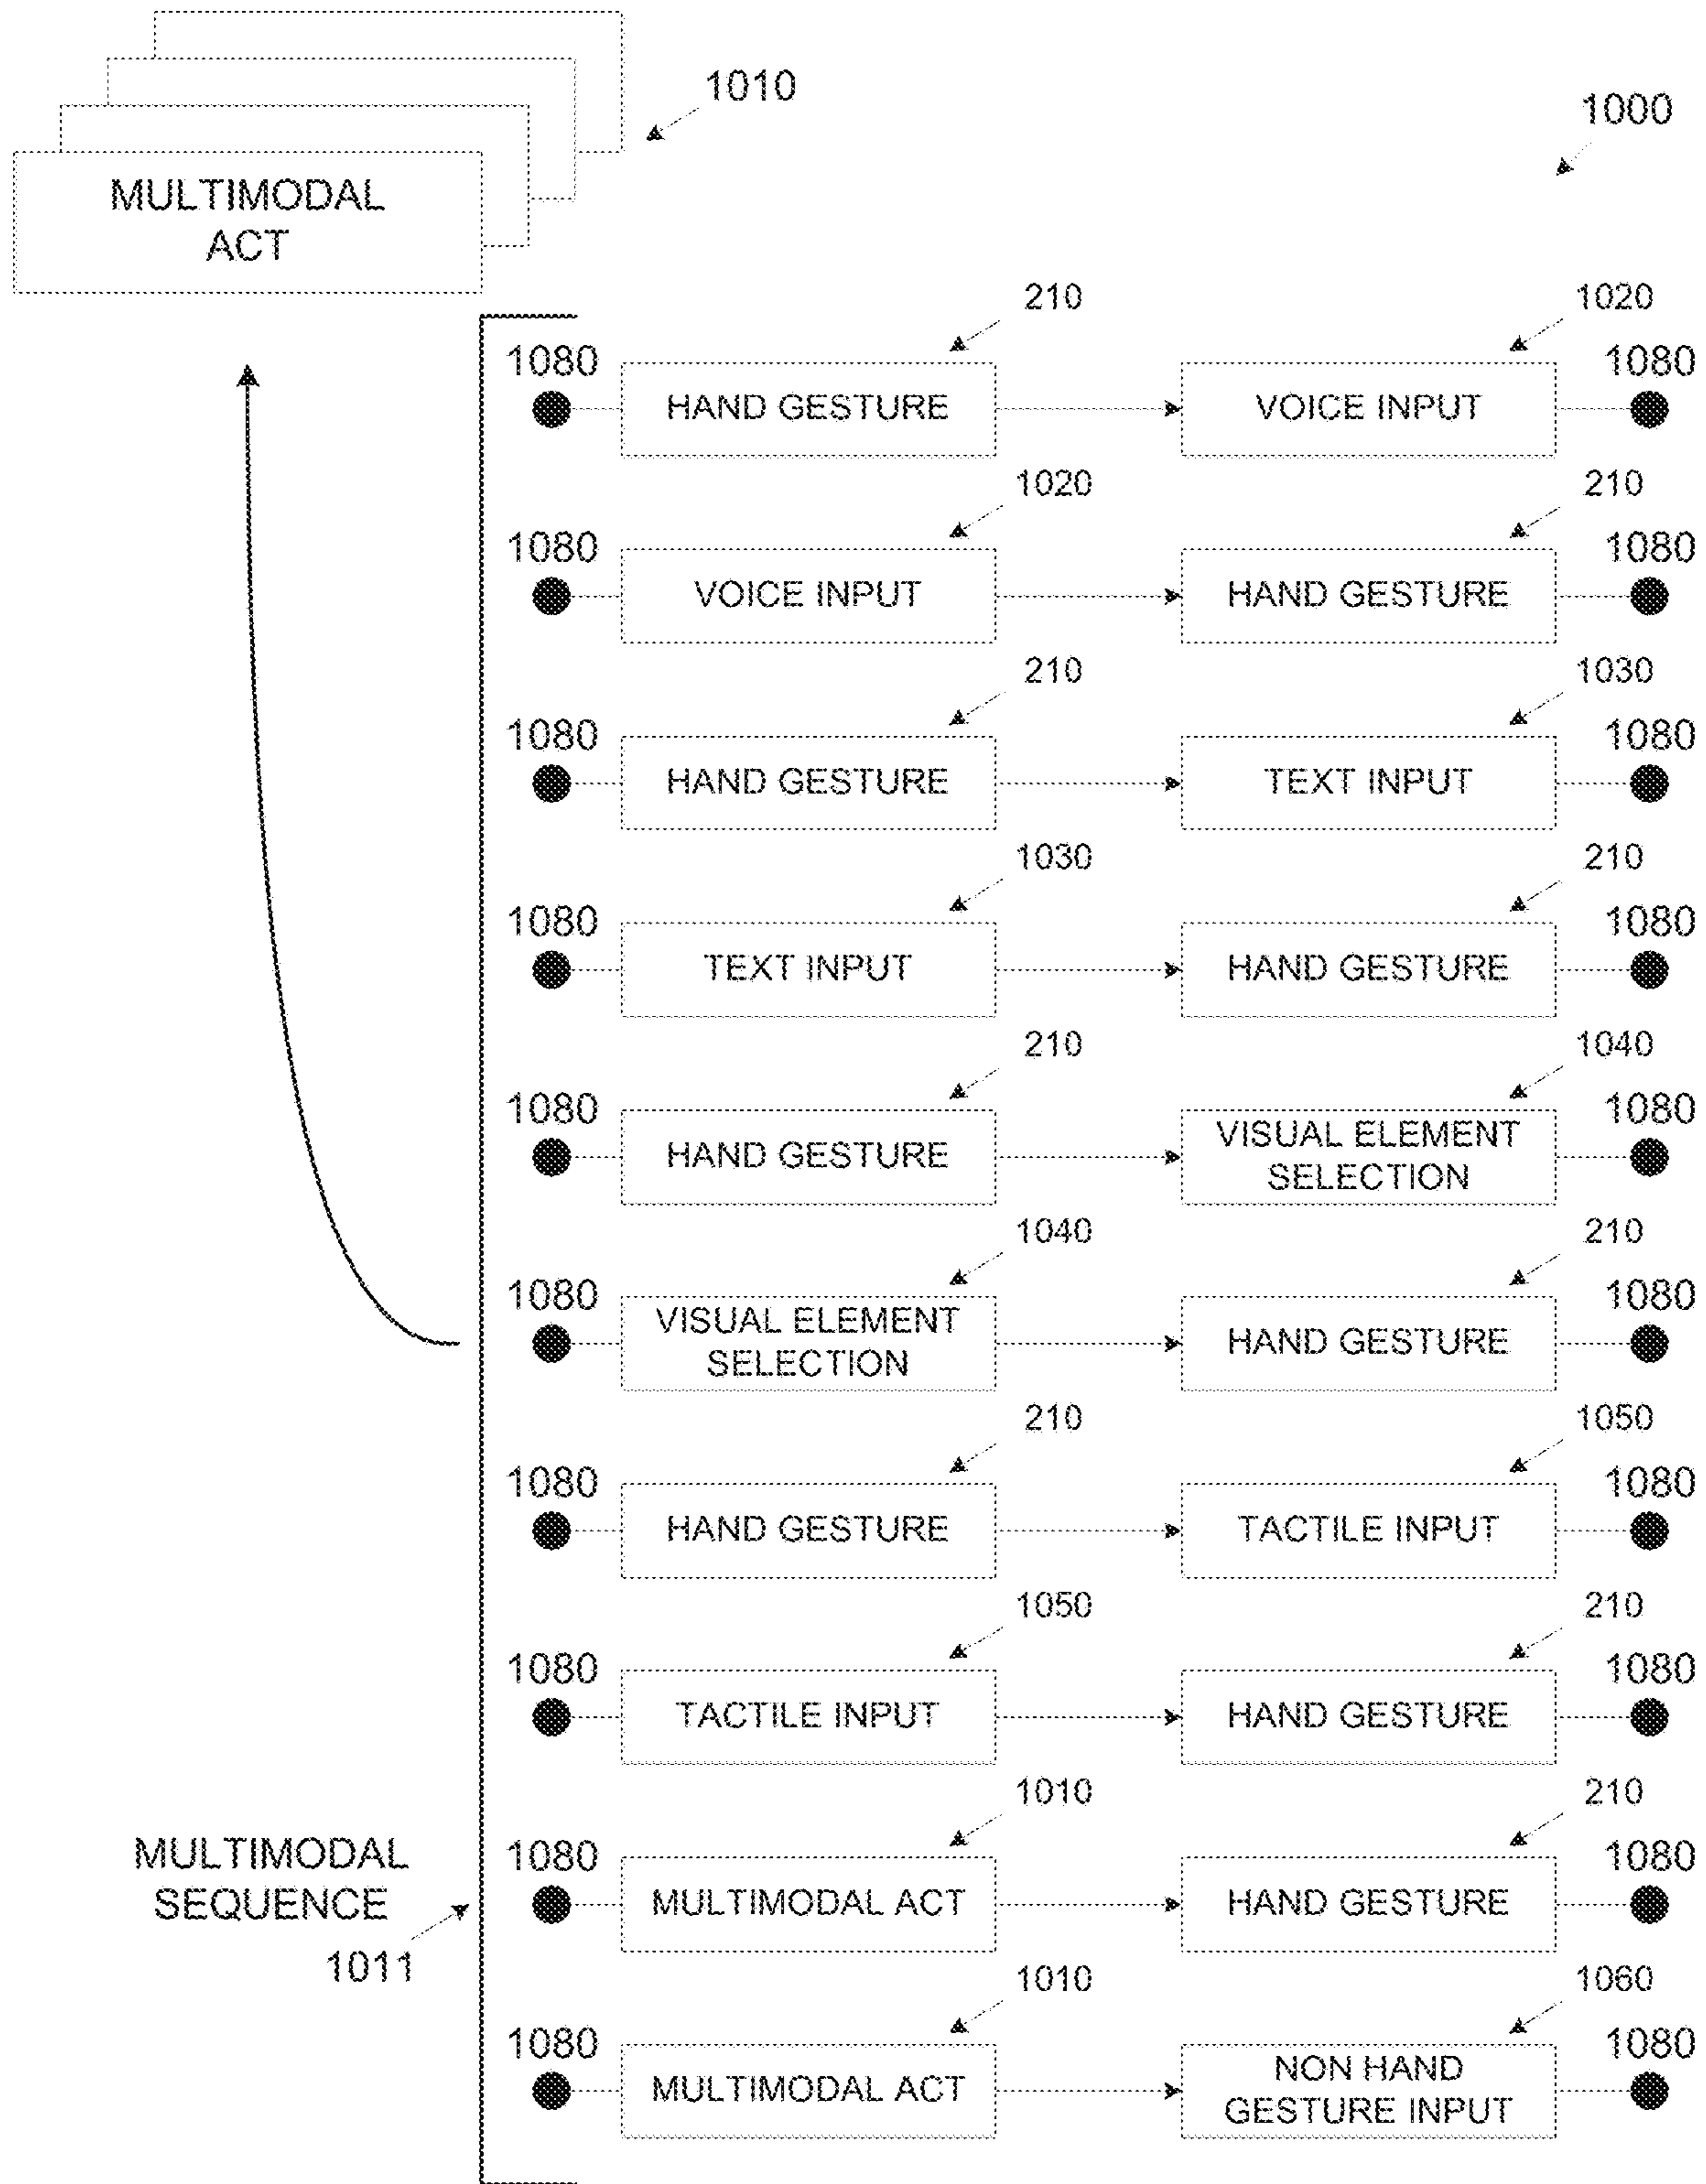 1010
1000
MULTIMODAL
ACT
210
1020
1080
HAND GESTURE
VOICE INPUT
1080
1020
210
1080
VOICE INPUT
HAND GESTURE
1080
210
1030
1080
HAND GESTURE
TEXT INPUT
1080
1030
210
1080
TEXT INPUT
HAND GESTURE
1080
210
1040
1080
HAND GESTURE
VISUAL ELEMENT
SELECTION
1080
1040
210
1080
VISUAL ELEMENT
SELECTION
HAND GESTURE
1080
210
1050
1080
HAND GESTURE
TACTILE INPUT
1080
1050
210
1080
TACTILE INPUT
HAND GESTURE
1080
MULTIMODAL
SEQUENCE
1011
1010
210
1080
MULTIMODAL ACT
HAND GESTURE
1080
1010
1060
1080
MULTIMODAL ACT
NON HAND
GESTURE INPUT
1080